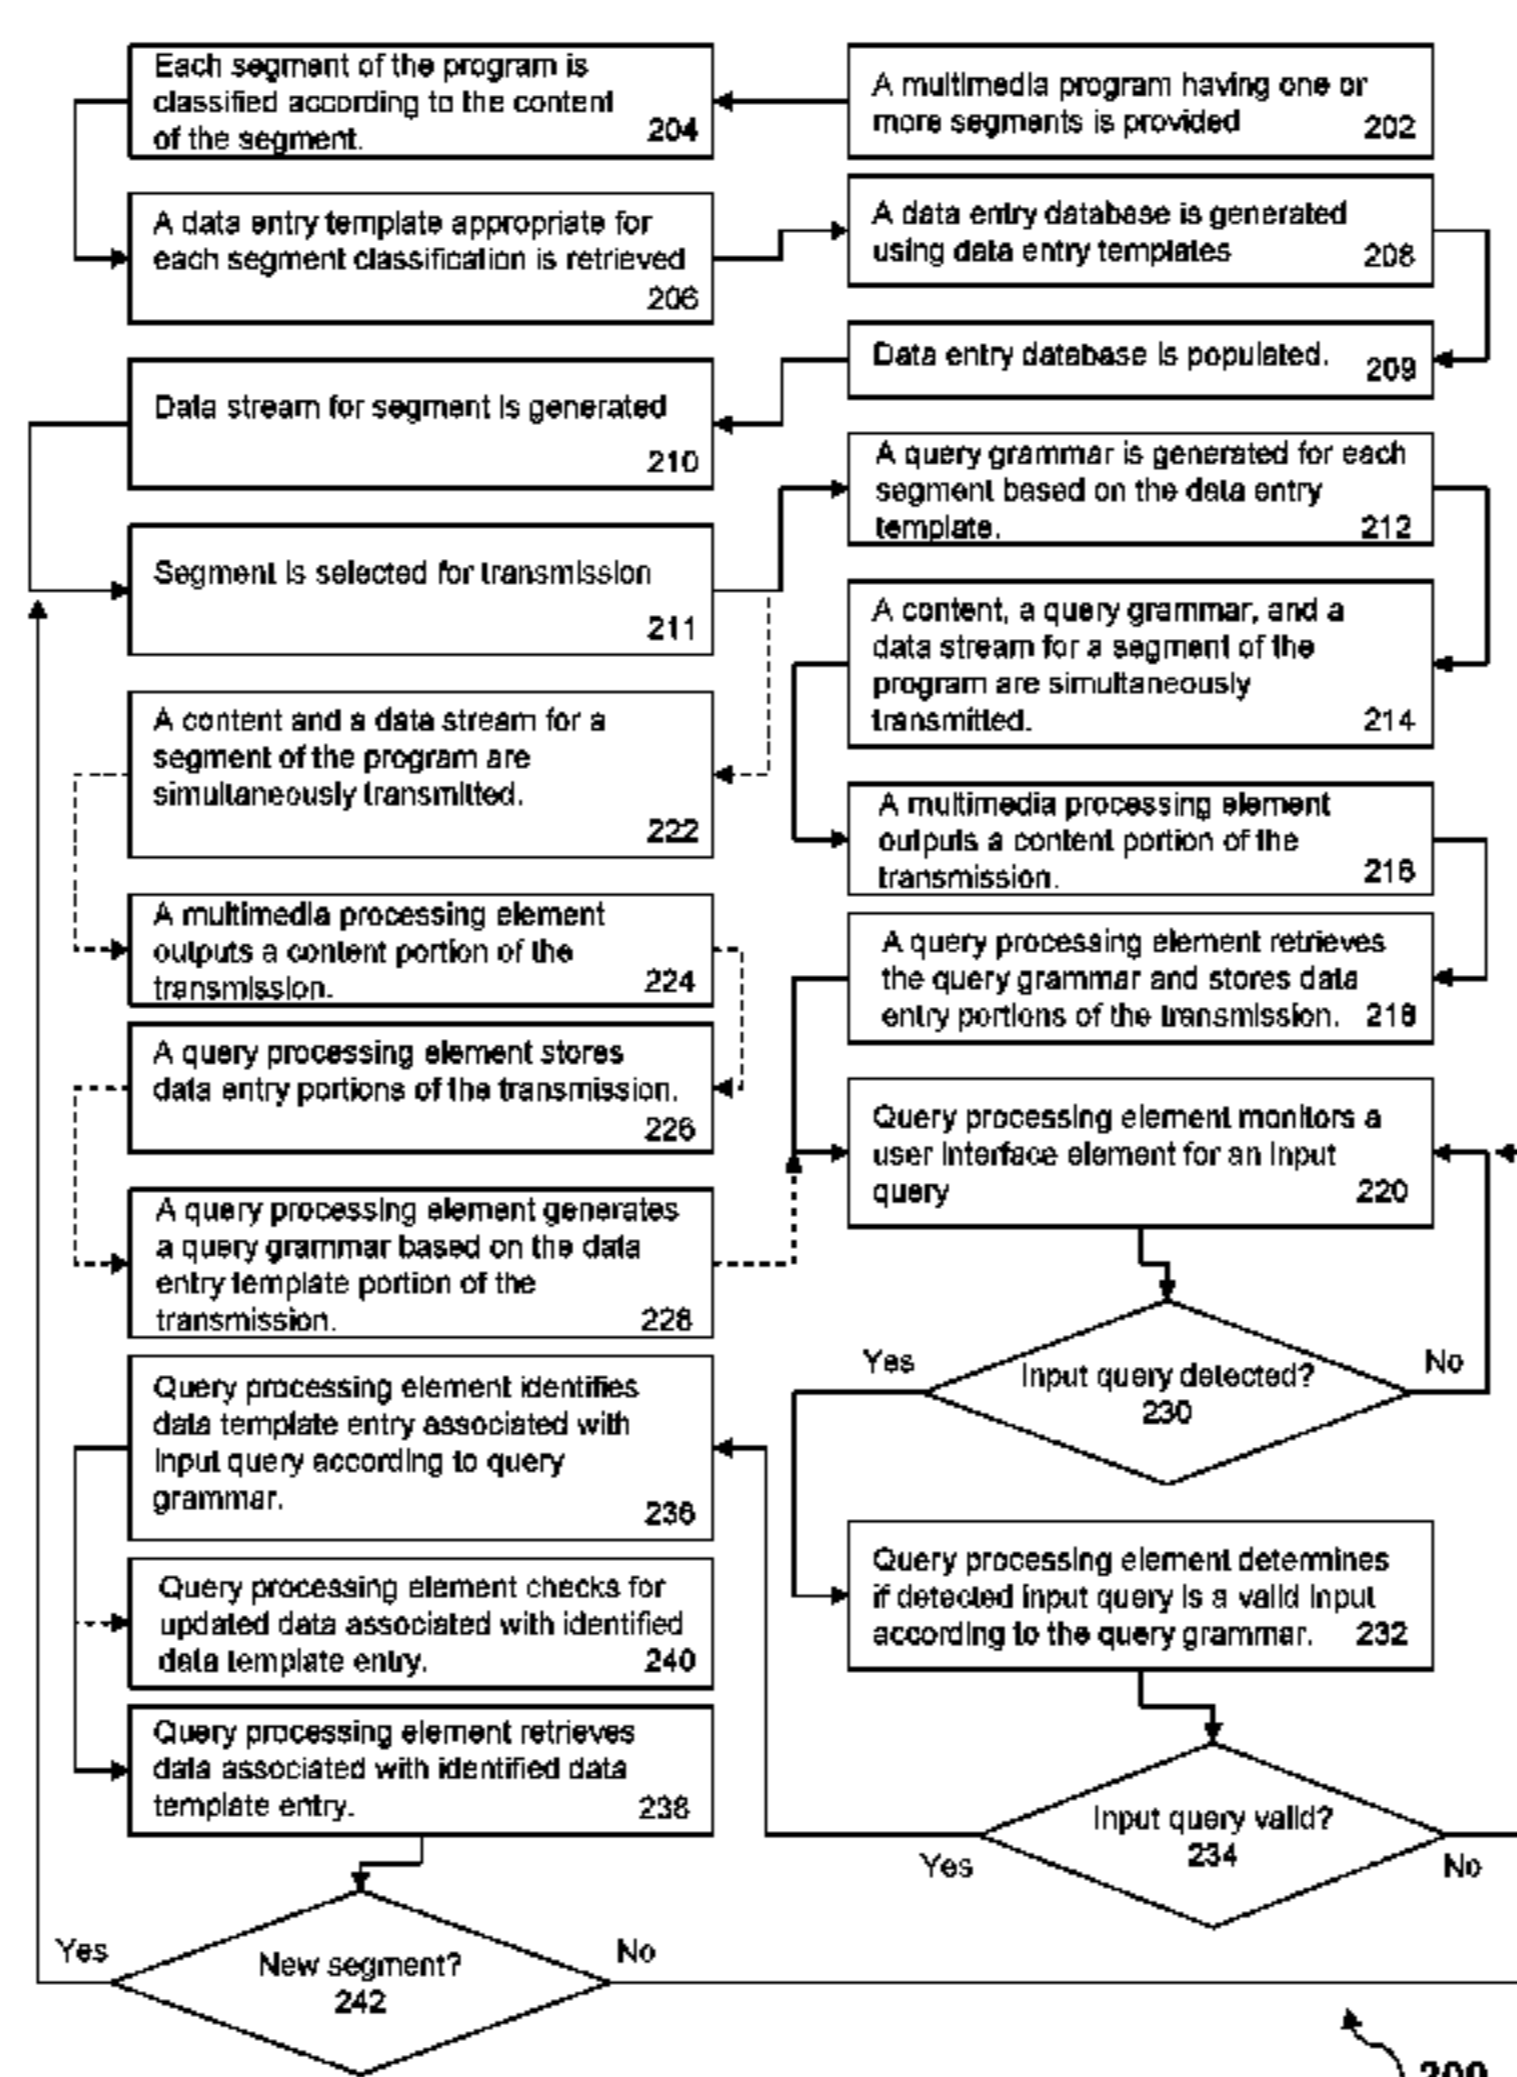 Each segment of the program is
classified according to the content
of the segment.
204
A multimedia program having one or
more segments is provided
202
A data entry template appropriate for
each segment classification is retrieved
206
A data entry database is generated
using data entry templates
208
Data entry database is populated.
209
Data stream for segment is generated
210
A query grammar is generated for each
segment based on the data entry
template.
212
Segment is selected for transmission
211
A content, a query grammar, and a
data stream for a segment of the
program are simultaneously
transmitted.
214
A content and a data stream for a
segment of the program are
simultaneously transmitted.
222
A multimedia processing element
outputs a content portion of the
transmission.
216
A multimedia processing element
outputs a content portion of the
transmission.
224
A query processing element retrieves
the query grammar and stores data
entry portions of the transmission. 218
A query processing element stores
data entry portions of the transmission.
226
Query processing element monitors a
user interface element for an input
query
220
A query processing element generates
a query grammar based on the data
entry template portion of the
transmission.
228
Yes
Input query detected?
230
No
Query processing element identifies
data template entry associated with
input query according to query
grammar.
236
Query processing element determines
if detected input query is a valid input
according to the query grammar. 232
Query processing element checks for
updated data associated with identified
data template entry. 240
Query processing element retrieves
data associated with identified data
template entry. 238
Input query valid?
234
Yes
No
Yes
New segment?
242
No
200